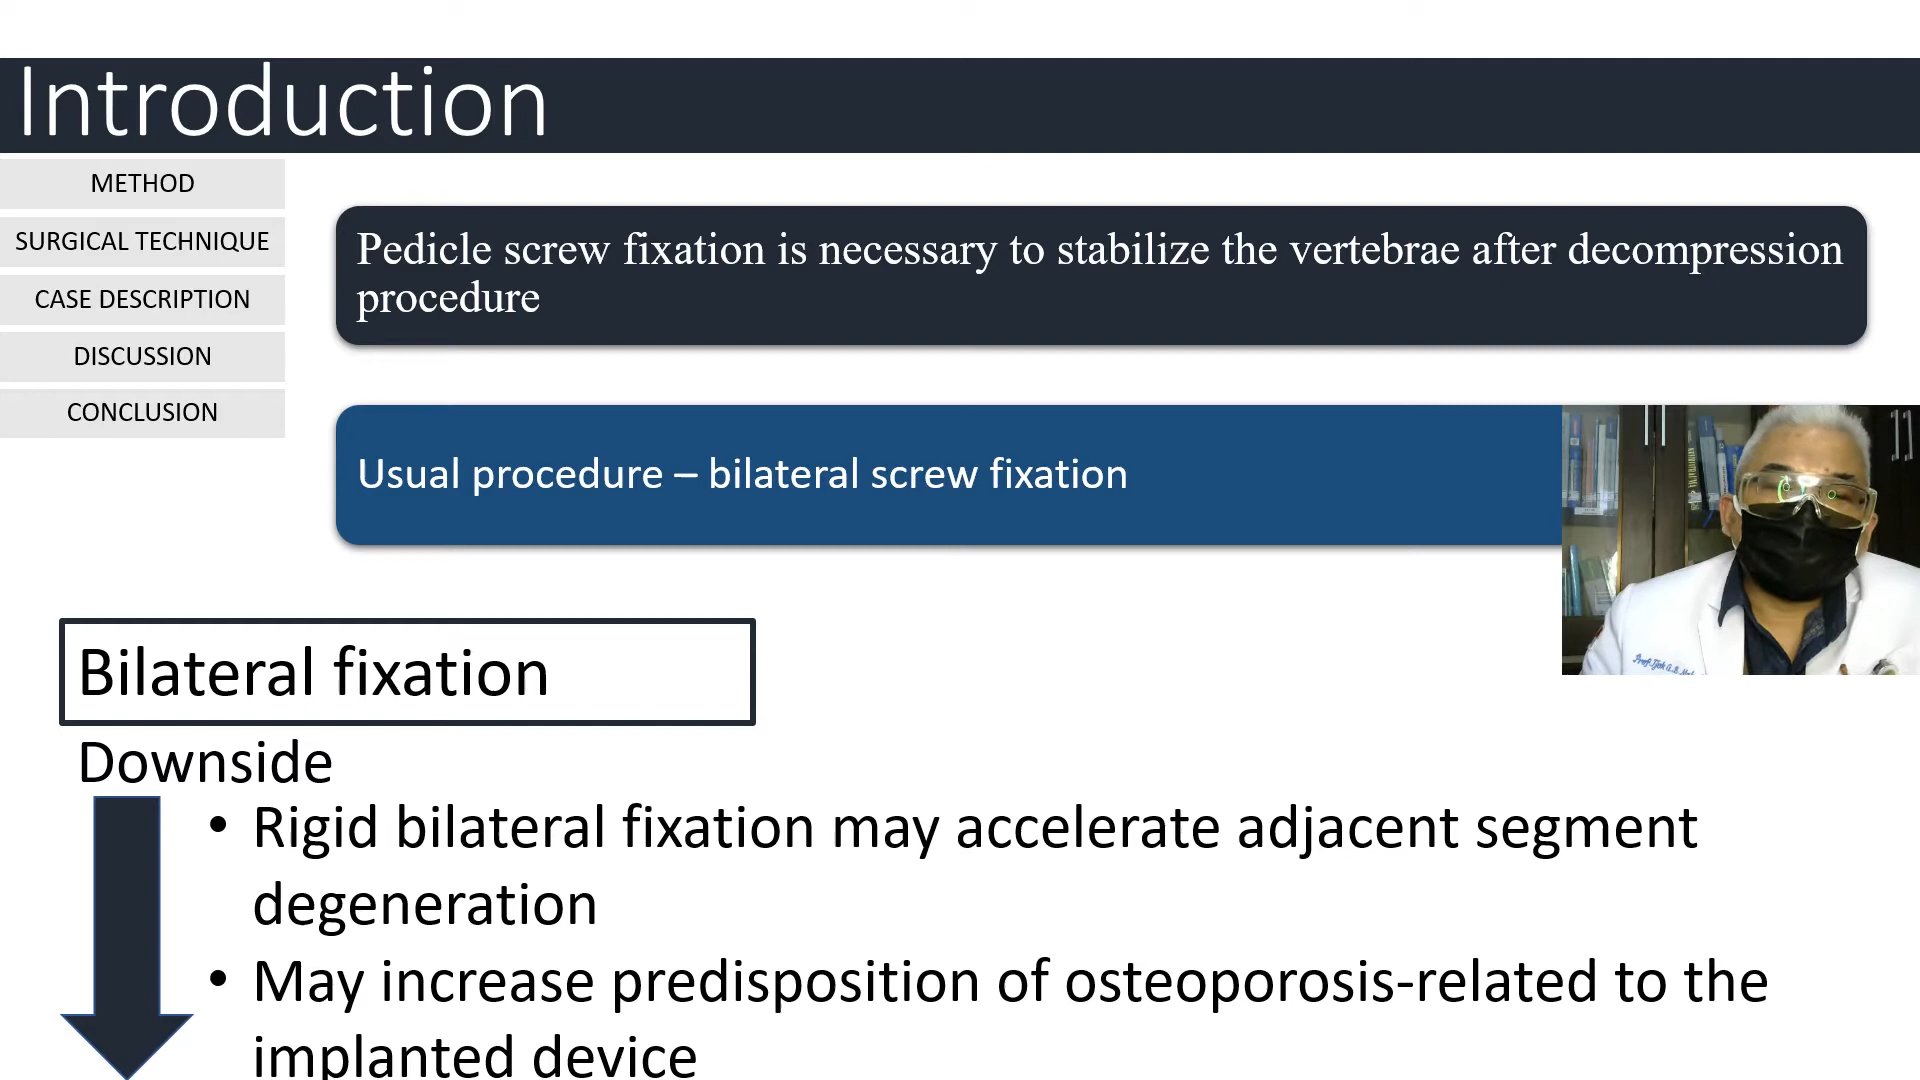 Introduction
METHOD
SURGICAL TECHNIQUE
CASE DESCRIPTION
DISCUSSION
CONCLUSION
Pedicle screw fixation is necessary to stabilize the vertebrae after decompression
procedure
Usual procedure – bilateral screw fixation
Bilateral fixation
Downside
• Rigid bilateral fixation may accelerate adjacent segment
degeneration
• May increase predisposition of osteoporosis-related to the
implanted device